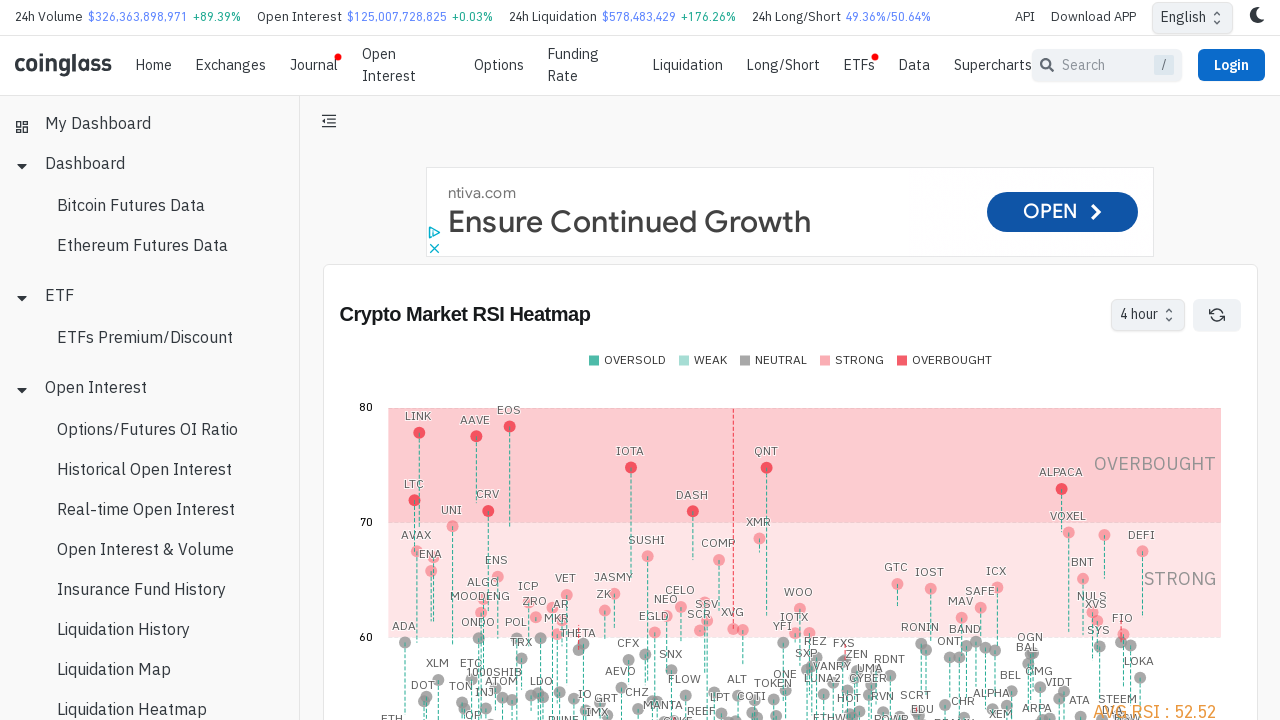 24h Volume $326,363,898,971 +89.39% Open Interest $125,007,728,825 +0.03% 24h Liquidation $578,483,429 +176.26% 24h Long/Short 49.36%/50.64% API Download APP English
coinglass Home Exchanges Journal Open Interest Options Funding Rate Liquidation Long/Short ETFs Data Supercharts Search / Login
My Dashboard
Dashboard
Bitcoin Futures Data
Ethereum Futures Data
ETF
ETFs Premium/Discount
Open Interest
Options/Futures OI Ratio
Historical Open Interest
Real-time Open Interest
Open Interest & Volume
Insurance Fund History
Liquidation History
Liquidation Map
Liquidation Heatmap
ntiva.com
Ensure Continued Growth
OPEN
Crypto Market RSI Heatmap
4 hour
OVERSOLD WEAK NEUTRAL STRONG OVERBOUGHT
80
LINK AAVE EOS
IOTA QNT
OVERBOUGHT
ALPACA
LTC CRV DASH
UNI
70
XMR VOXEL
AVAX SUSHI COMP DEFI
ENA ENS BNT
GTC IOST ICX
STRONG
ALGO ICP VET JASMY
MOODENG ZRO AR ZK NEO CELO WOO SAFE NULS
SSV MAV XVS
EGLD SCR XVG IOTX FIO
60
ADA ONDO POL MKR THETA YFI RONIN BAND SYS
TRX CFX REZ FXS ONT OGN
BAL
XLM ETC SNX SXP ZEN RDNT LOKA
1000SHIB AEVO VANRY UMA OMG
DOT TON INJ LDO FLOW ALT TOKEN ONE LUNA2 CYBER BEL VIDT
IO GRT CHZ LPT COTI HOT RVN SCRT CHR ALPHA ATA STEEM
ATOM MANTA REEF ARPA
ETH OP IMX ETHW EDU XEM
AVG RSI : 52.52